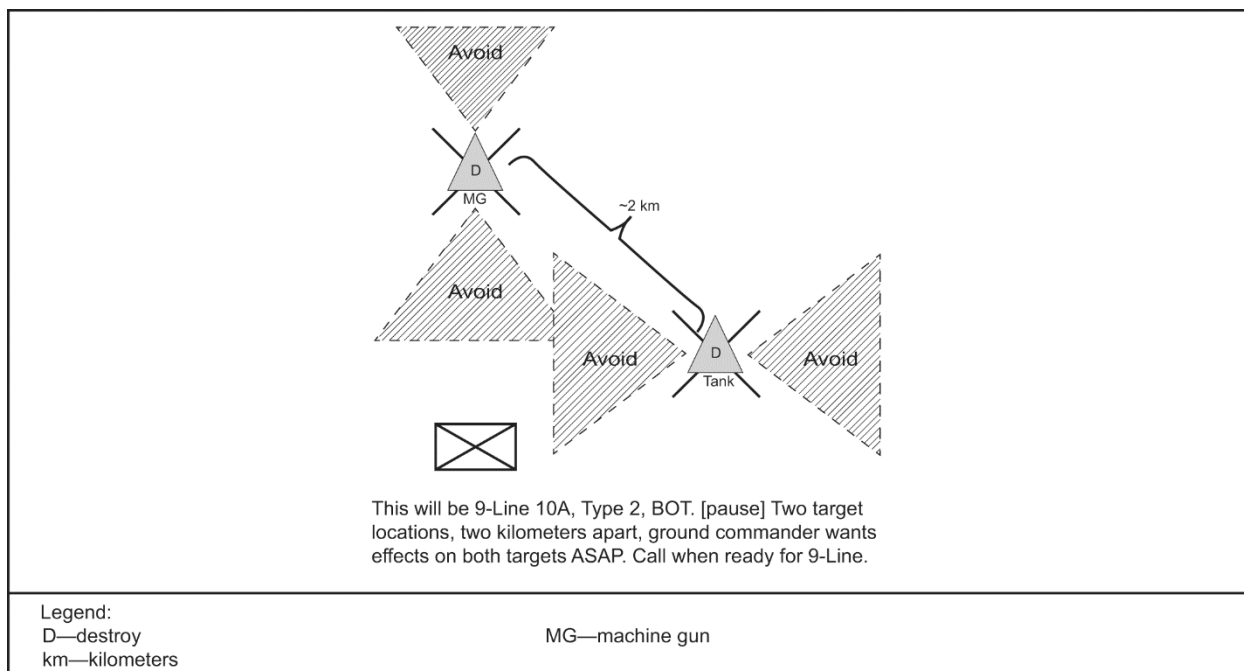 Avoid
D
MG
~2 km
Avoid
Avoid
D
Tank
Avoid
This will be 9-Line 10A, Type 2, BOT. [pause] Two target
locations, two kilometers apart, ground commander wants
effects on both targets ASAP. Call when ready for 9-Line.
Legend:
D—destroy
km—kilometers
MG—machine gun